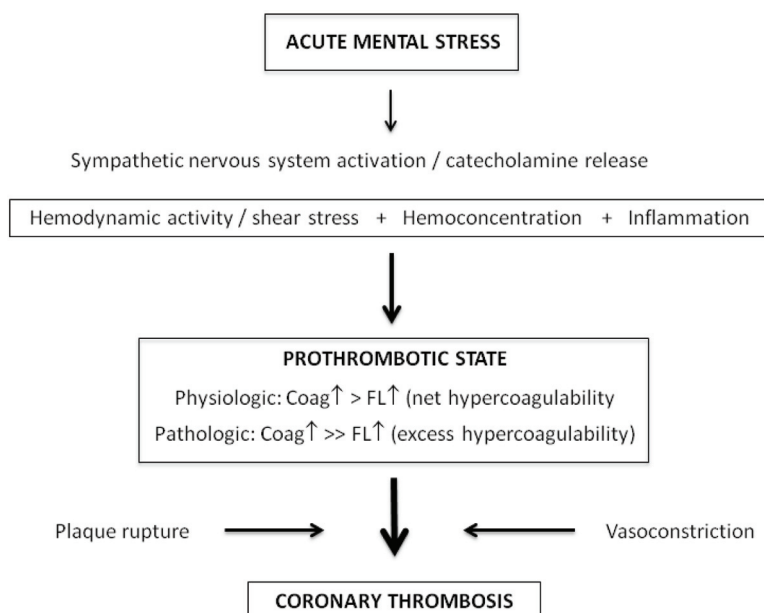 ACUTE MENTAL STRESS
Sympathetic nervous system activation / catecholamine release
Hemodynamic activity / shear stress + Hemoconcentration + Inflammation
PROTHROMBOTIC STATE
Physiologic: Coag↑ > FL↑ (net hypercoagulability
Pathologic: Coag↑ >> FL↑ (excess hypercoagulability)
Plaque rupture
Vasoconstriction
CORONARY THROMBOSIS